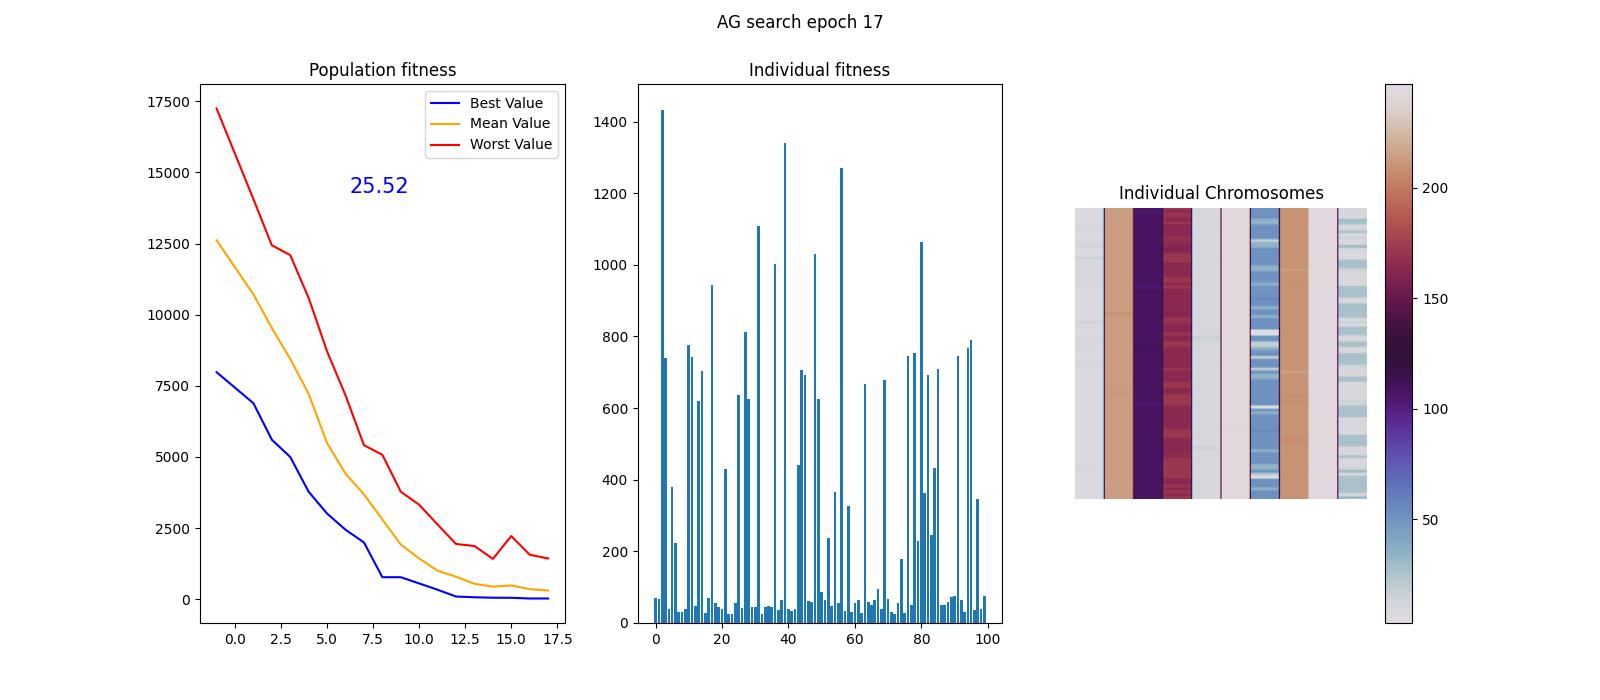 AG search epoch 17
Population fitness
17500
15000
12500
10000
7500
5000
2500
0
0.0 2.5 5.0 7.5 10.0 12.5 15.0 17.5
Best Value
Mean Value
Worst Value
25.52
Individual fitness
1400
1200
1000
800
600
400
200
0
0 20 40 60 80 100
Individual Chromosomes
200
150
100
50